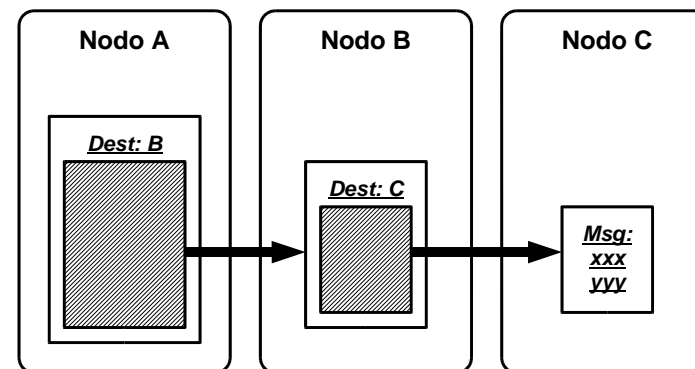 Nodo A
Nodo B
Nodo C
Dest: B
Dest: C
Msg:
xxx
yyy